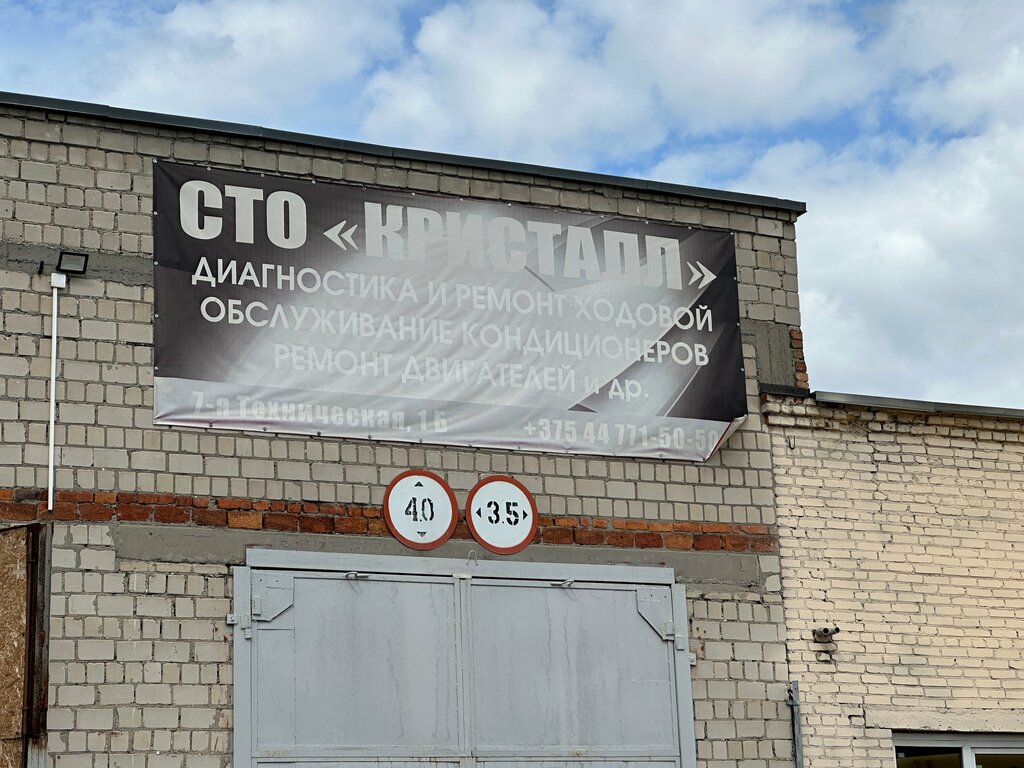 СТО «КРИСТАЛЛ»
ДИАГНОСТИКА И РЕМОНТ ХОДОВОЙ
ОБСЛУЖИВАНИЕ КОНДИЦИОНЕРОВ
РЕМОНТ ДВИГАТЕЛЕЙ и др.
7-я Техническая, 1Б
+375 44 771-50-50
4.0
3.5